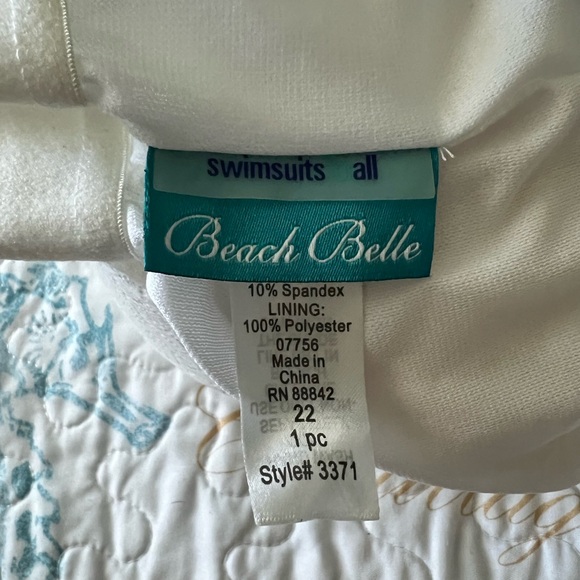 swimsuits all
Beach Belle
10% Spandex
LINING:
100% Polyester
07756
Made in
China
RN 88842
22
1 pc
Style# 3371